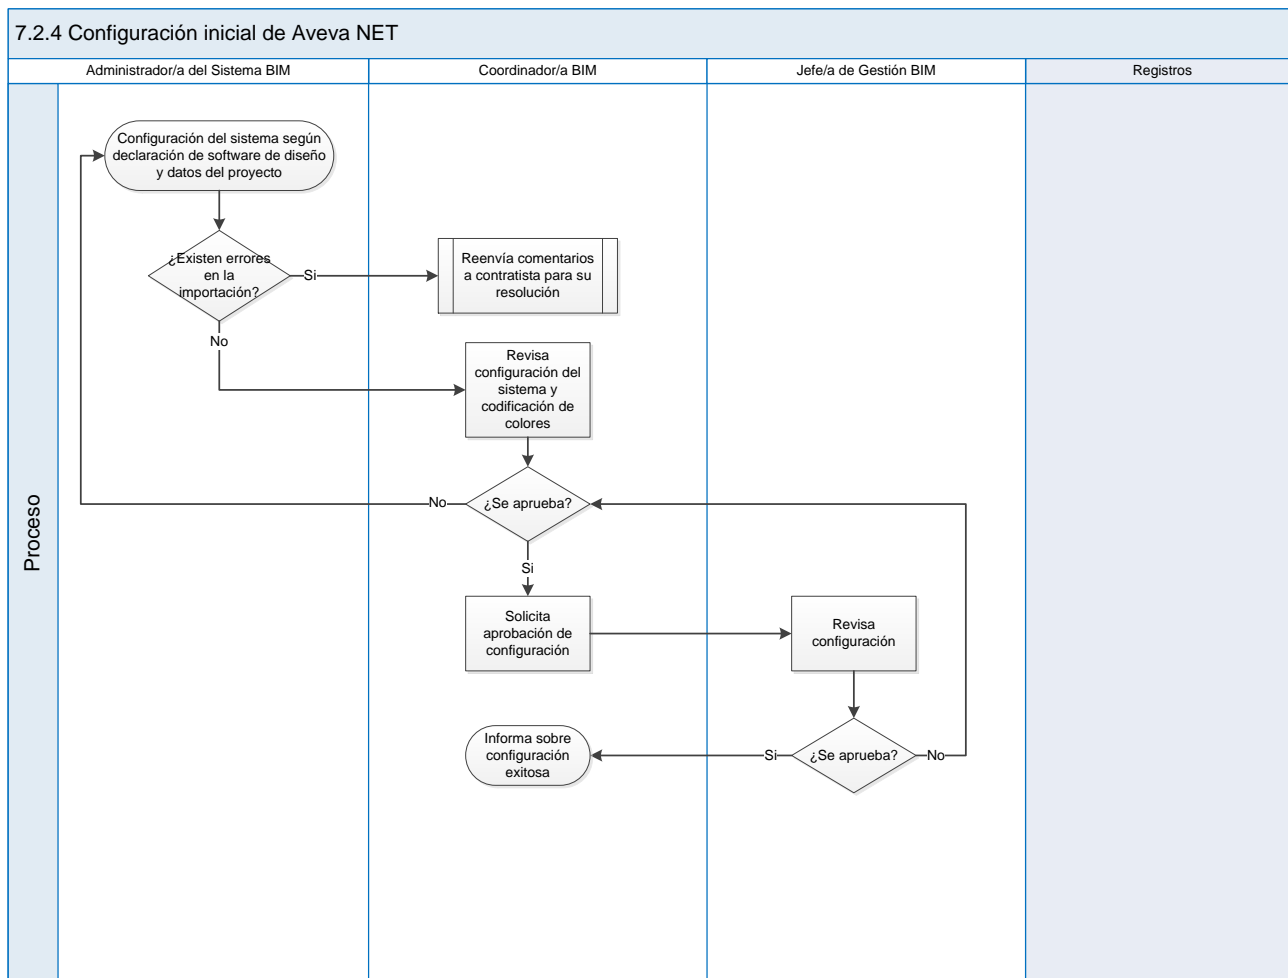 7.2.4 Configuración inicial de Aveva NET
Administrador/a del Sistema BIM
Coordinador/a BIM
Jefe/a de Gestión BIM
Registros
Proceso
Configuración del sistema según
declaración de software de diseño
y datos del proyecto
¿Existen errores
en la
importación?
Si
Reenvía comentarios
a contratista para su
resolución
No
Revisa
configuración del
sistema y
codificación de
colores
¿Se aprueba?
No
Si
Solicita
aprobación de
configuración
Revisa
configuración
¿Se aprueba?
Si
No
Informa sobre
configuración
exitosa